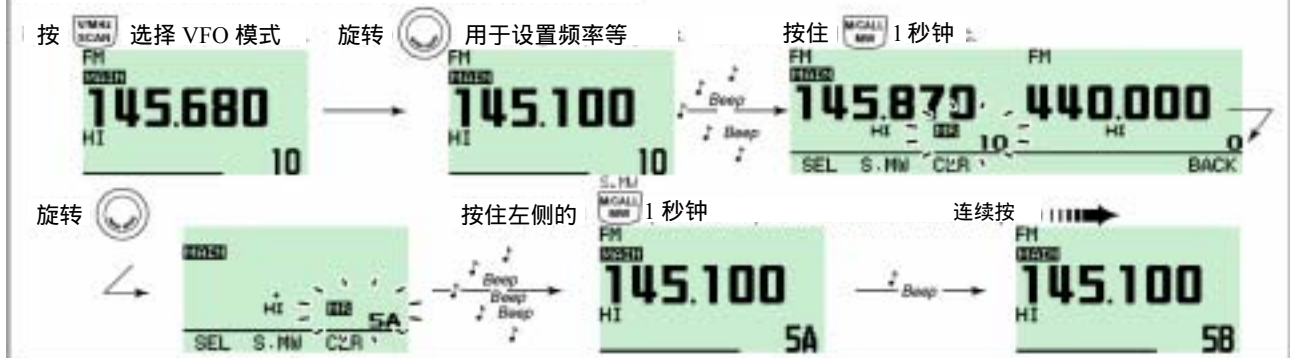 按 V/MHz SCAN 选择 VFO 模式
旋转 用于设置频率等
按住 M/CALL MW 1 秒钟
FM
MAIN
145.680
HI
10
FM
MAIN
145.100
HI
10
Beep
Beep
FM
MAIN
145.870
HI
MR
10
SEL S.MW CLR
FM
440.000
HI
0
BACK
旋转
按住左侧的 S.MW M/CALL MW 1 秒钟
连续按
MAIN
HI
MR
5A
SEL S.MW CLR
Beep
Beep
Beep
FM
MAIN
145.100
HI
5A
Beep
FM
MAIN
145.100
HI
5B